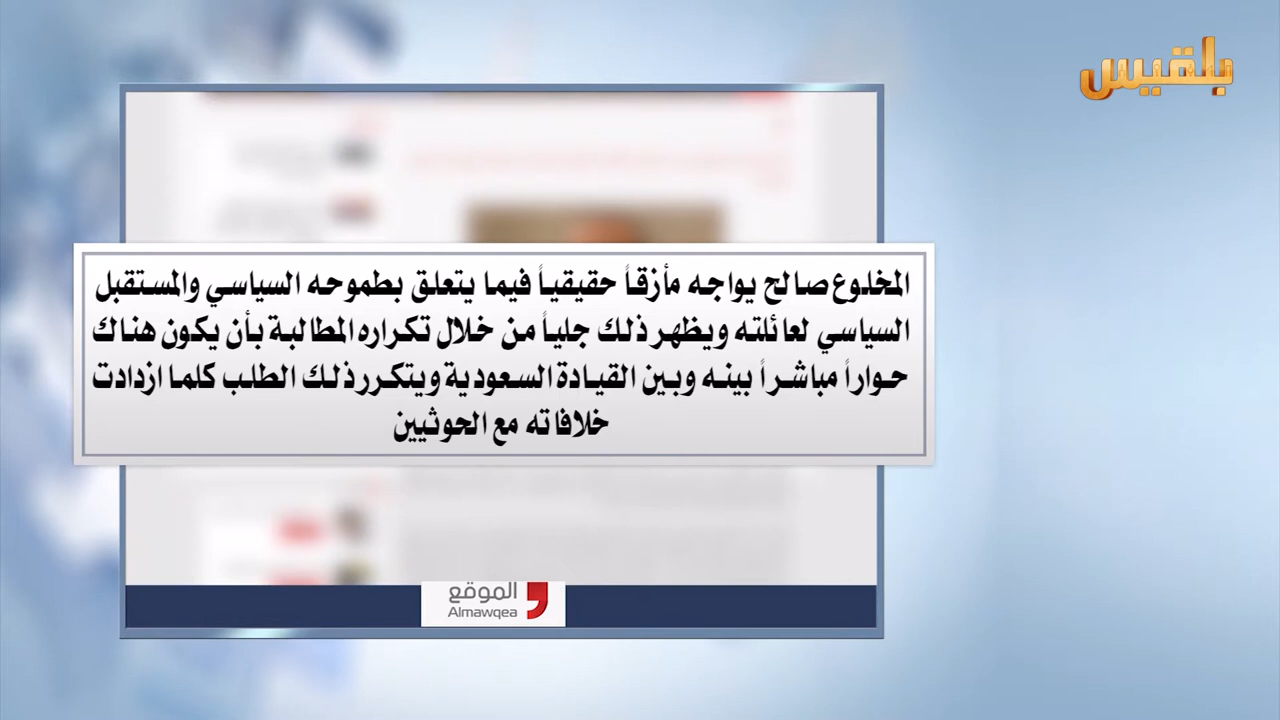 بلقيس
المخلوع صالح يواجه مأزقاً حقيقياً فيما يتعلق بطموحه السياسي والمستقبل
السياسي لعائلته ويظهر ذلك جلياً من خلال تكراره المطالبة بأن يكون هناك
حواراً مباشراً بينه وبين القيادة السعودية ويتكرر ذلك الطلب كلما ازدادت
خلافاته مع الحوثيين
الموقع
Almawqea